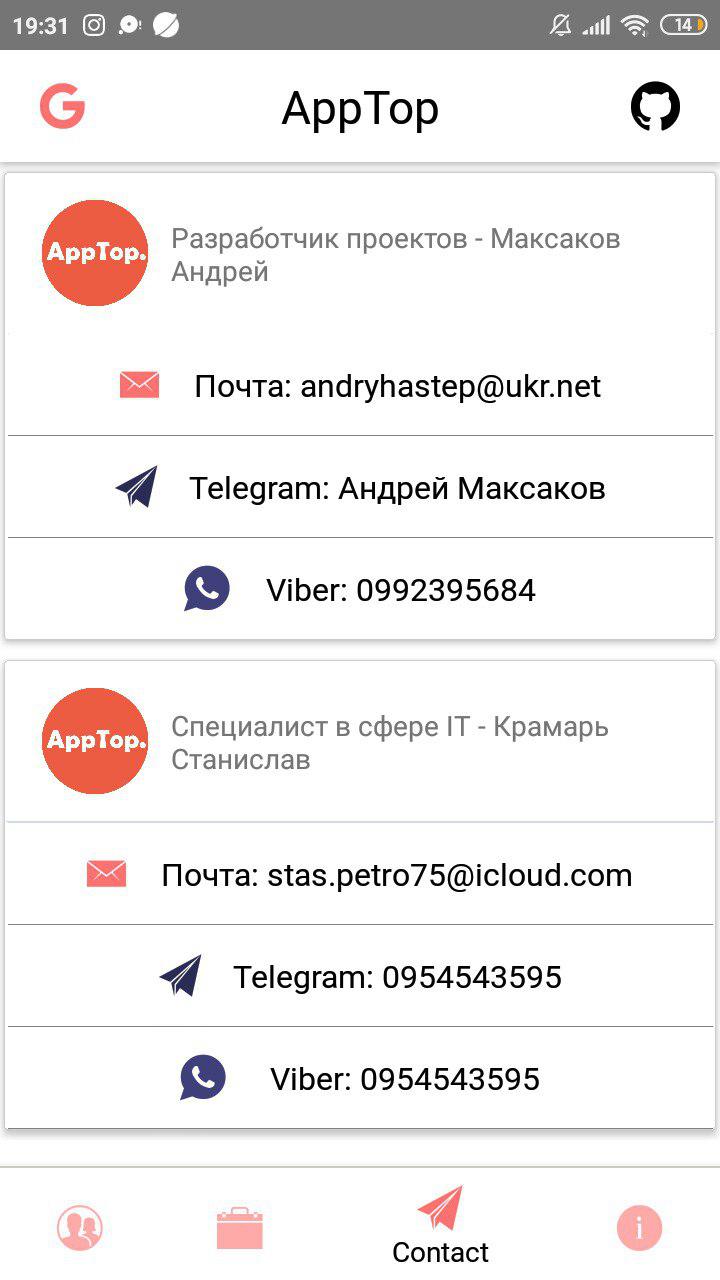 19:31
14
AppTop
AppTop.
Разработчик проектов - Максаков
Андрей
Почта: andryhastep@ukr.net
Telegram: Андрей Максаков
Viber: 0992395684
AppTop.
Специалист в сфере IT - Крамарь
Станислав
Почта: stas.petro75@icloud.com
Telegram: 0954543595
Viber: 0954543595
Contact